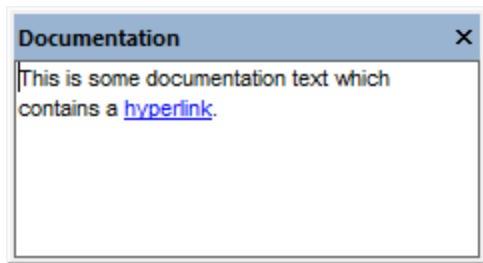 Documentation
This is some documentation text which
contains a hyperlink.